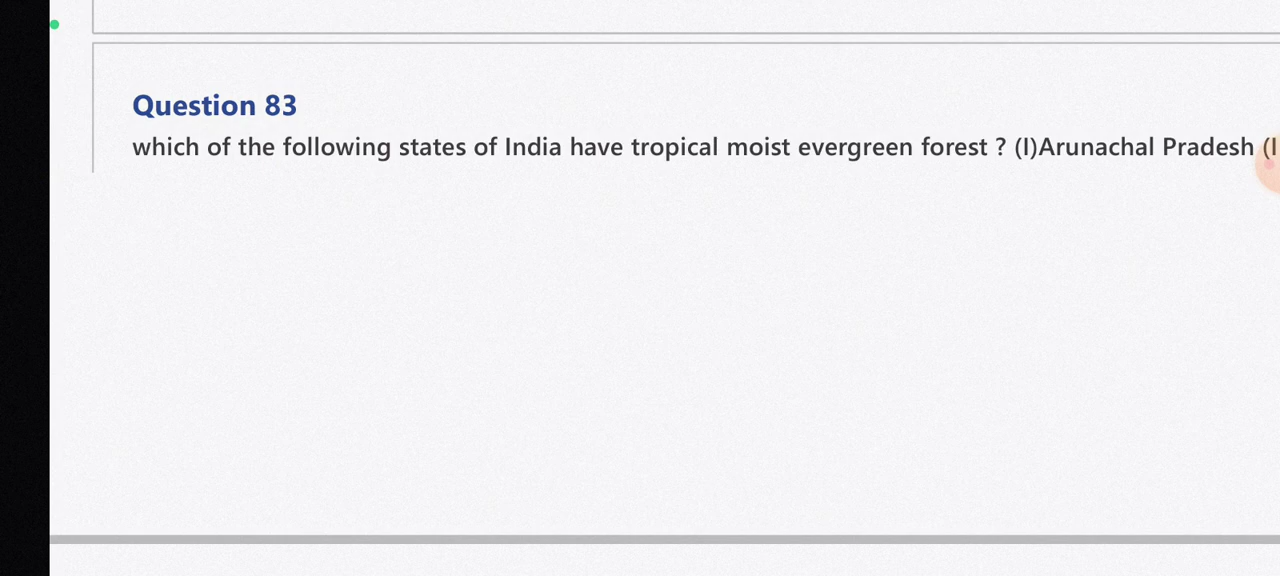 Question 83
which of the following states of India have tropical moist evergreen forest ? (I)Arunachal Pradesh (I